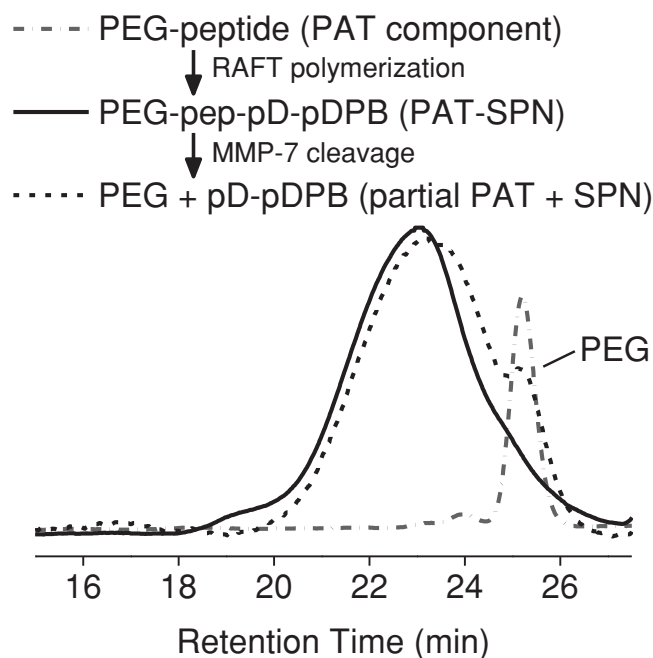 PEG-peptide (PAT component)
RAFT polymerization
PEG-pep-pD-pDPB (PAT-SPN)
MMP-7 cleavage
PEG + pD-pDPB (partial PAT + SPN)
PEG
16 18 20 22 24 26
Retention Time (min)